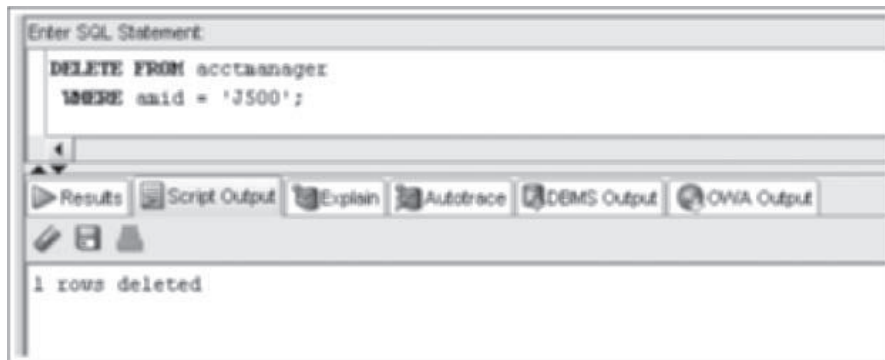 Enter SQL Statement:
DELETE FROM acctmanager
WHERE amid = 'J500';
Results Script Output Explain Autotrace DBMS Output OWA Output
1 rows deleted